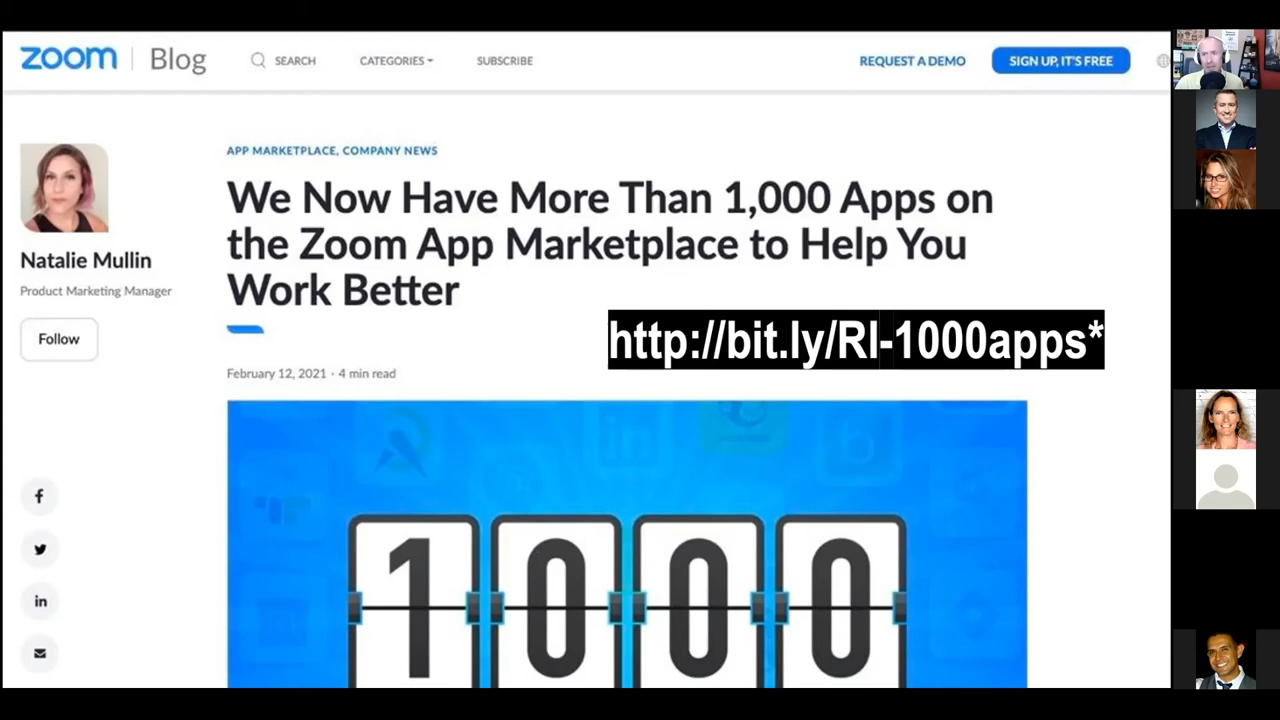 zoom | Blog
SEARCH
CATEGORIES
SUBSCRIBE
REQUEST A DEMO
SIGN UP, IT'S FREE
Natalie Mullin
Product Marketing Manager
Follow
APP MARKETPLACE, COMPANY NEWS
We Now Have More Than 1,000 Apps on
the Zoom App Marketplace to Help You
Work Better
http://bit.ly/RI-1000apps*
February 12, 2021 · 4 min read
in
1000
f
in